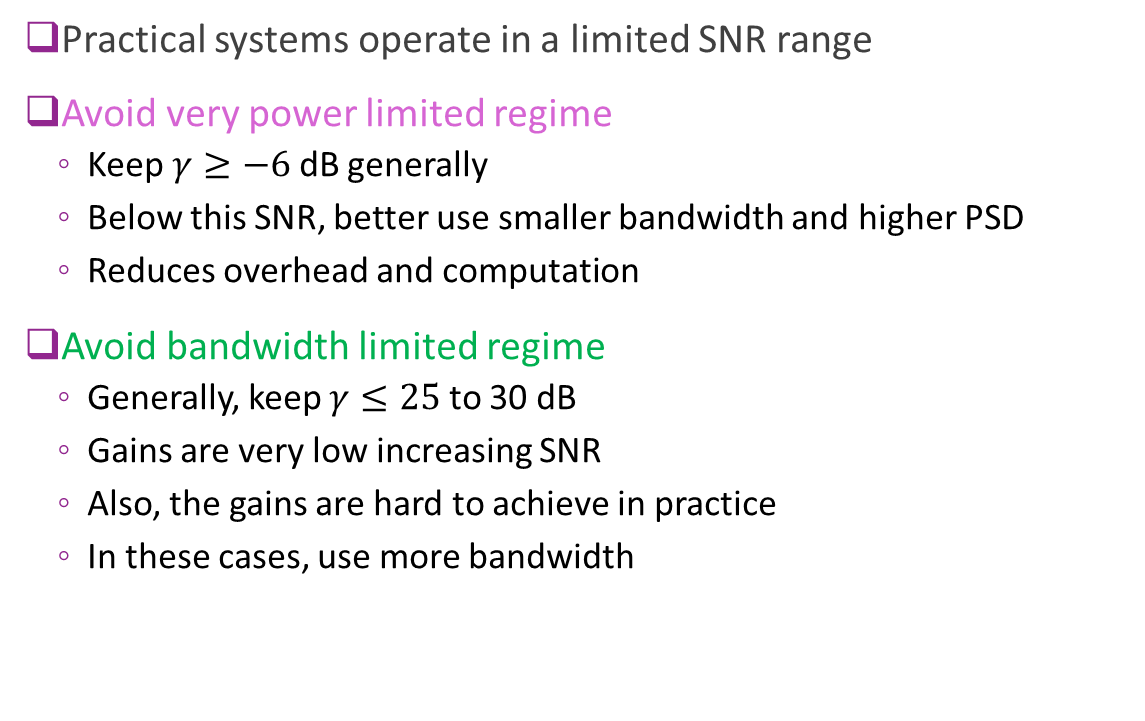 ❑Practical systems operate in a limited SNR range
❑Avoid very power limited regime
◦ Keep γ ≥ −6 dB generally
◦ Below this SNR, better use smaller bandwidth and higher PSD
◦ Reduces overhead and computation
❑Avoid bandwidth limited regime
◦ Generally, keep γ ≤ 25 to 30 dB
◦ Gains are very low increasing SNR
◦ Also, the gains are hard to achieve in practice
◦ In these cases, use more bandwidth